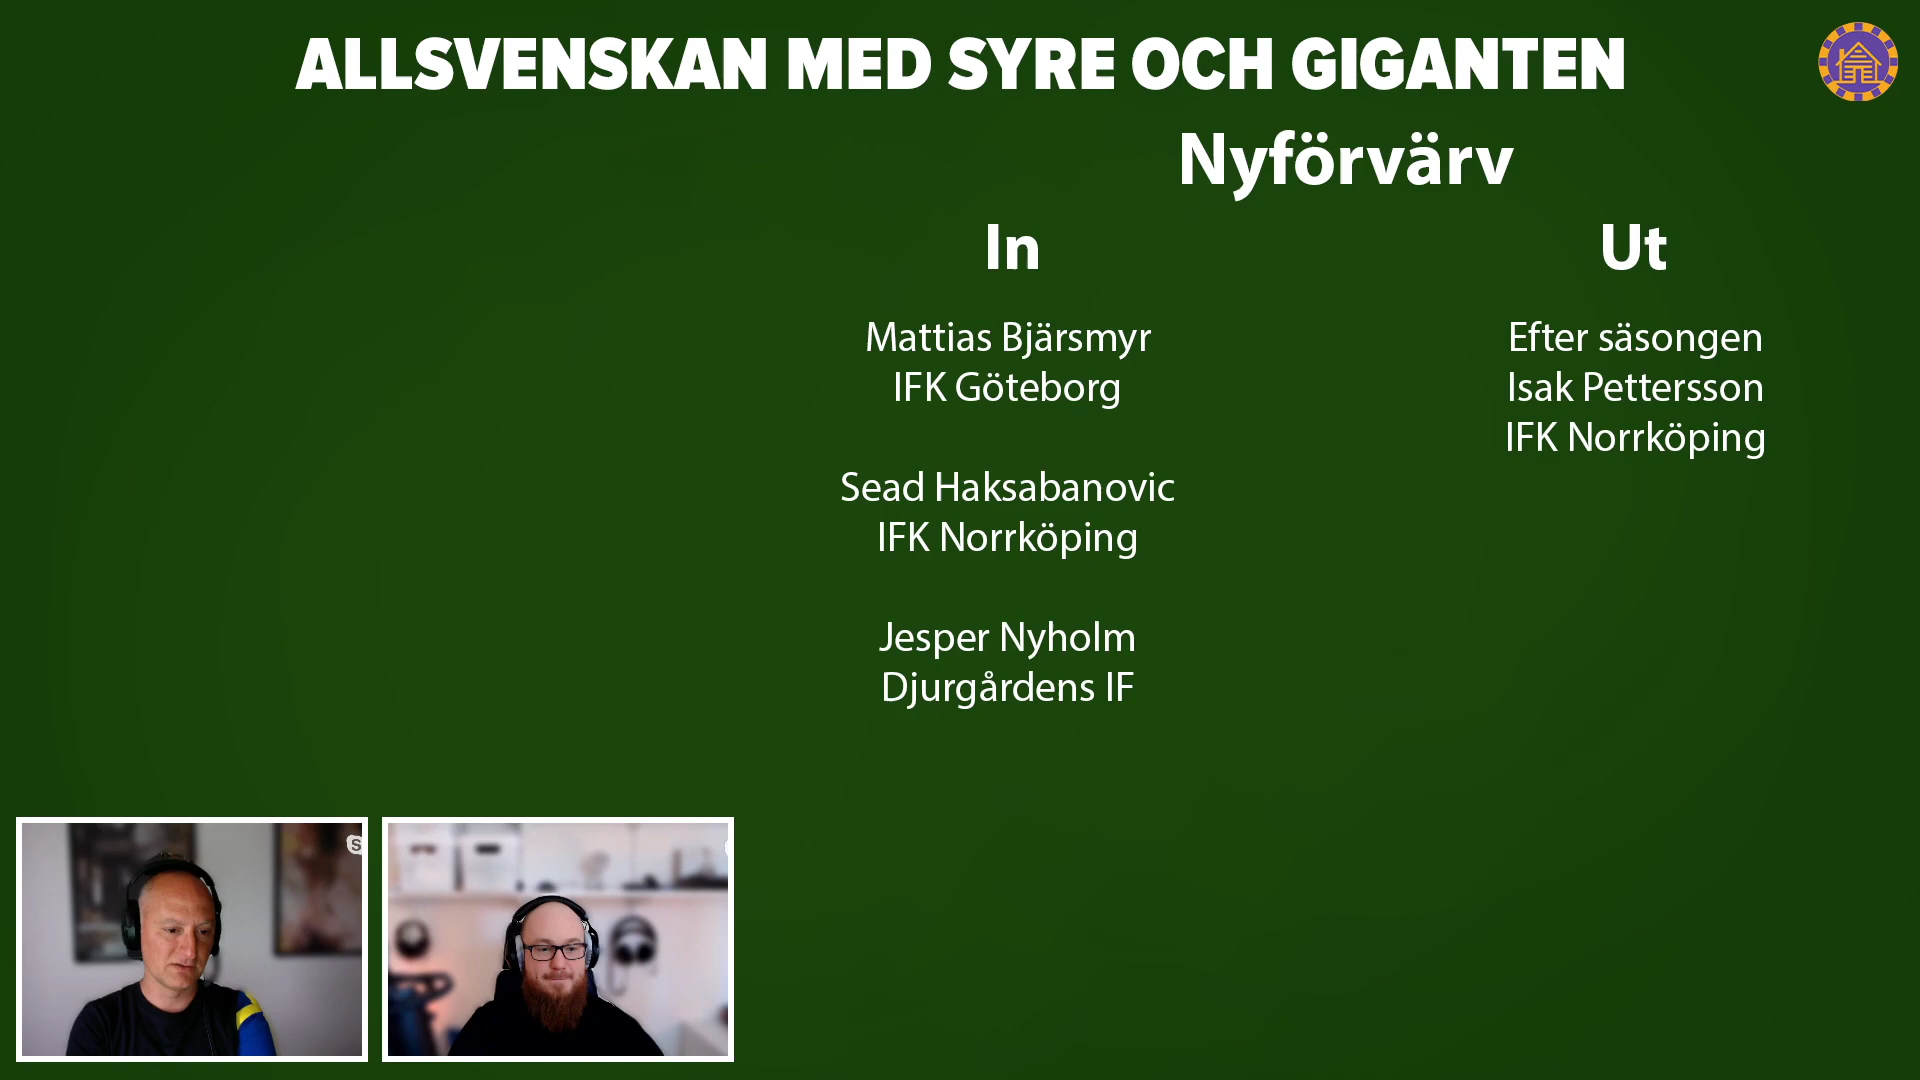 ALLSVENSKAN MED SYRE OCH GIGANTEN
Nyförvärv
In
Mattias Bjärsmyr
IFK Göteborg
Sead Haksabanovic
IFK Norrköping
Jesper Nyholm
Djurgårdens IF
Ut
Efter säsongen
Isak Pettersson
IFK Norrköping
S